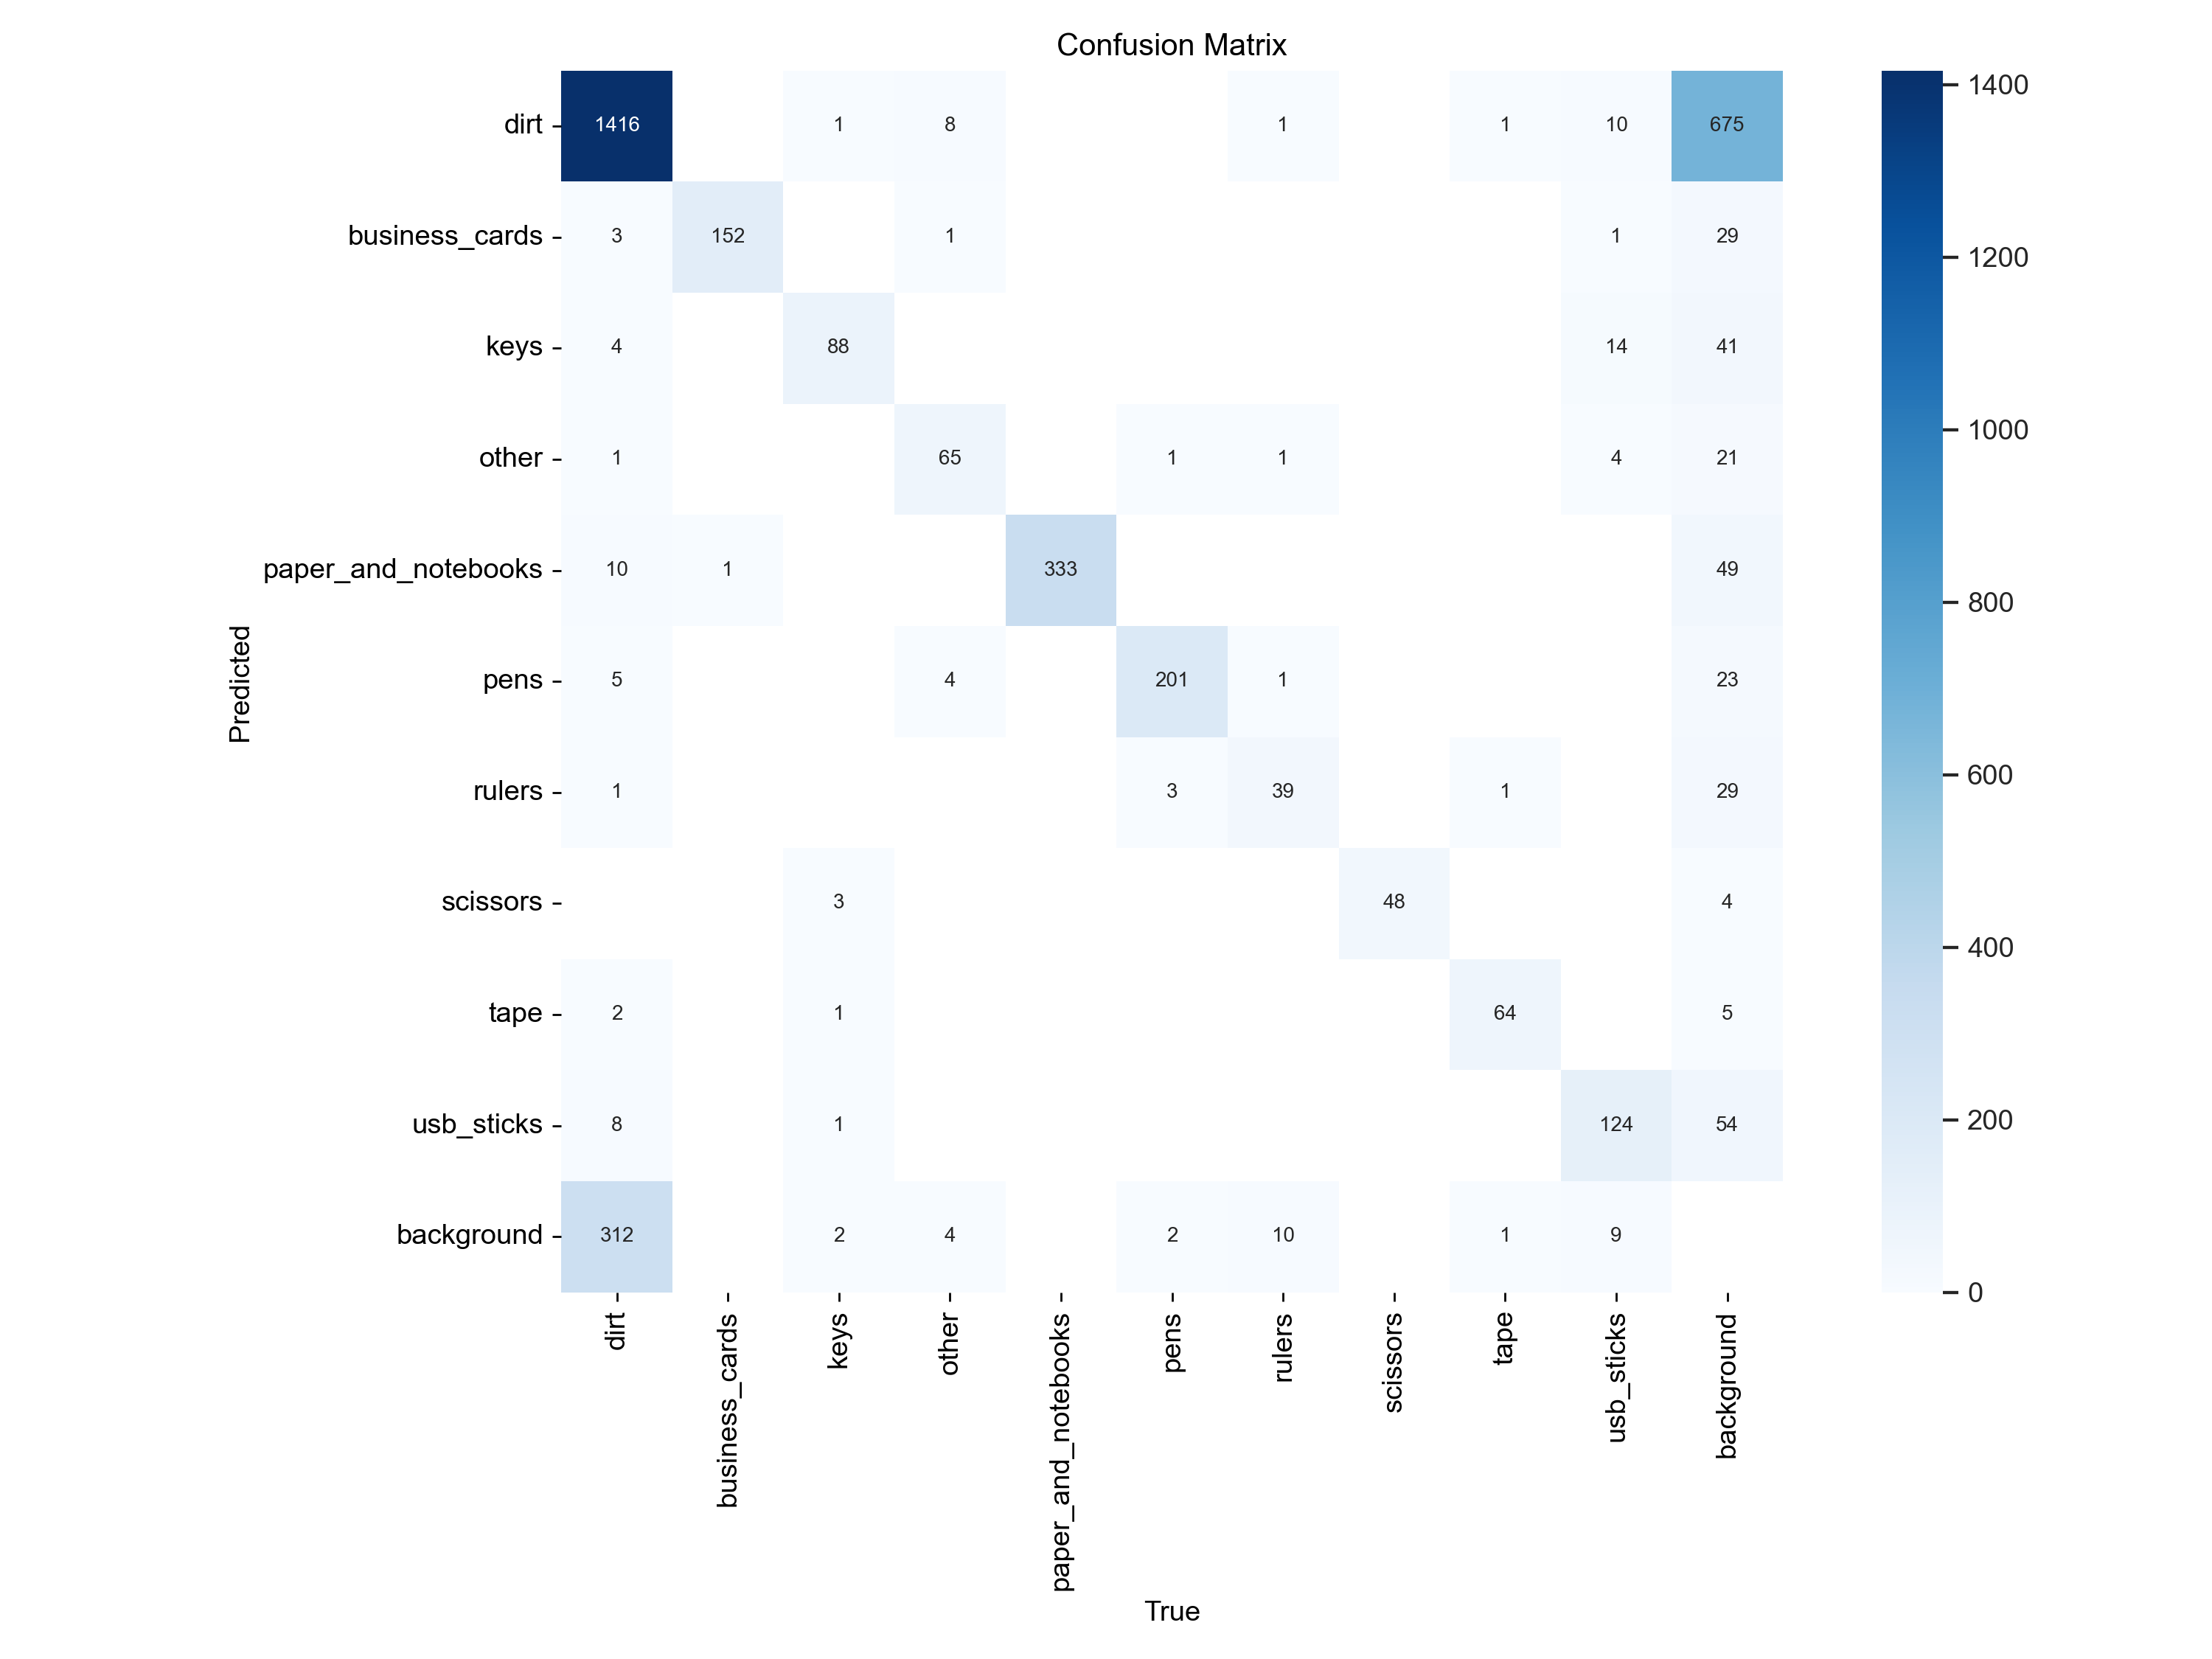 Confusion Matrix
dirt 1416 1 8 1 1 10 675
business_cards 3 152 1 1 29
keys 4 88 14 41
other 1 65 1 1 4 21
paper_and_notebooks 10 1 333 49
pens 5 4 201 1 23
rulers 1 3 39 1 29
scissors 3 48 4
tape 2 1 64 5
usb_sticks 8 1 124 54
background 312 2 4 2 10 1 9
dirt business_cards keys other paper_and_notebooks pens rulers scissors tape usb_sticks background
True
Predicted
1400
1200
1000
800
600
400
200
0